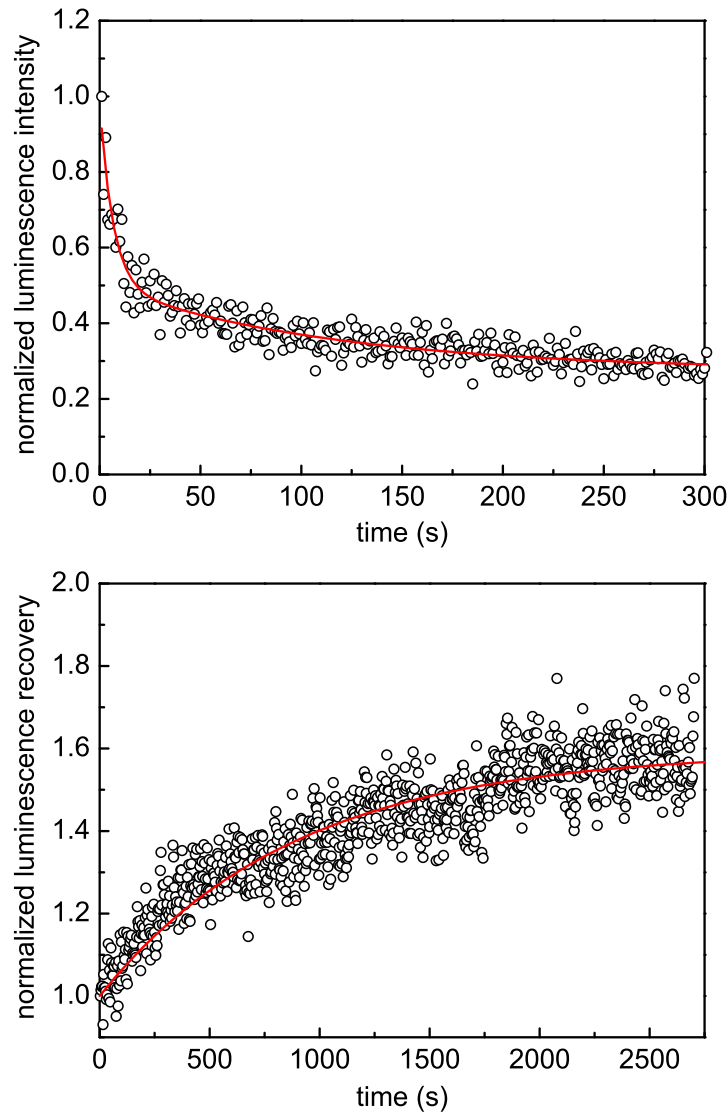 normalized luminescence intensity
1.2
1.0
0.8
0.6
0.4
0.2
0.0
0 50 100 150 200 250 300
time (s)
normalized luminescence recovery
2.0
1.8
1.6
1.4
1.2
1.0
0 500 1000 1500 2000 2500
time (s)